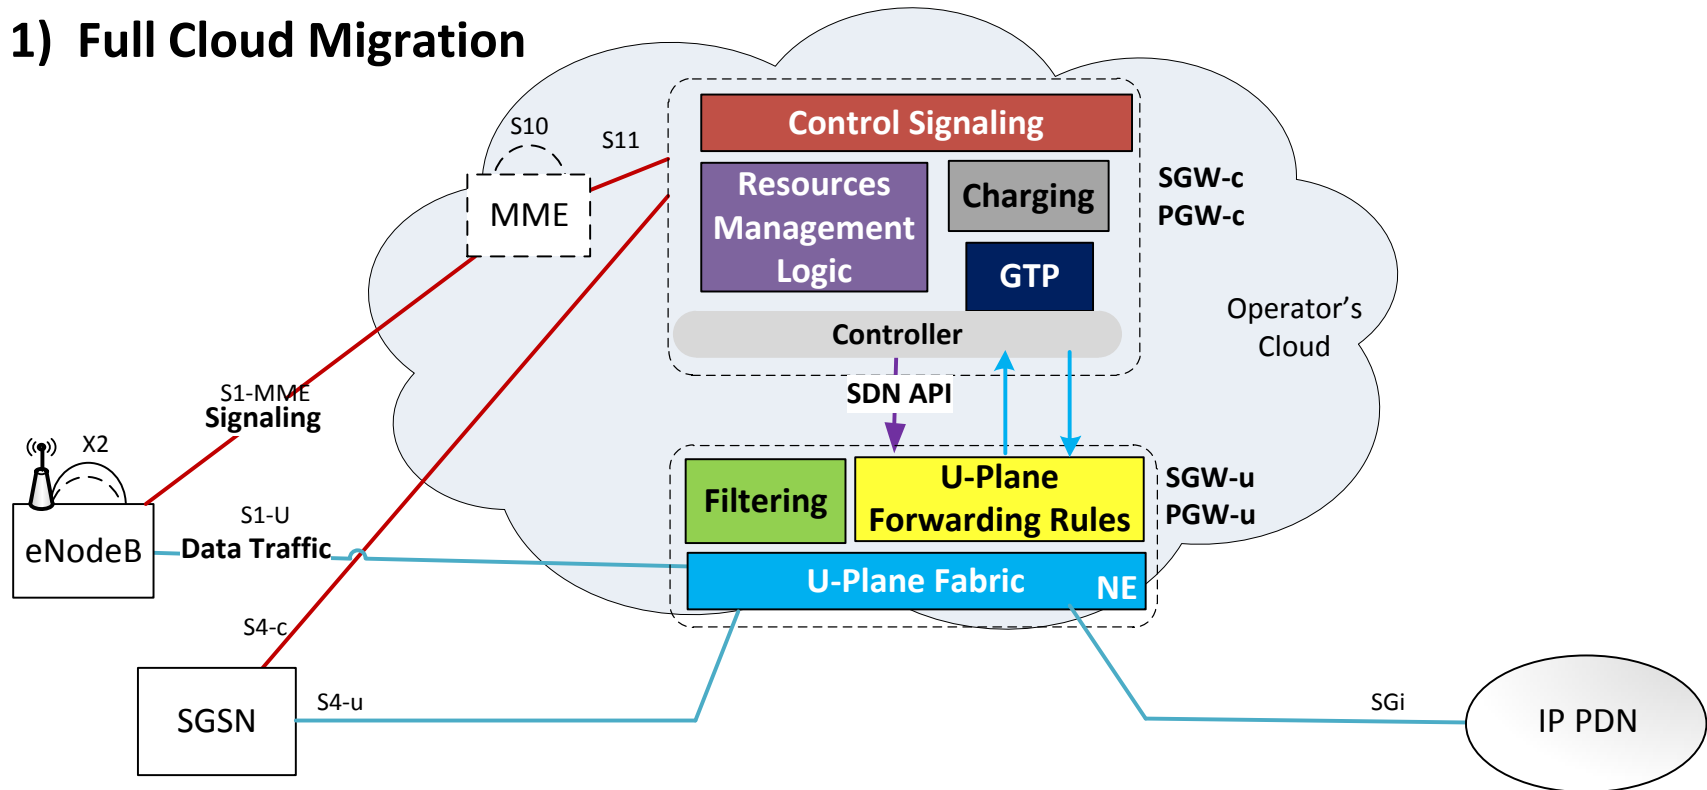 1) Full Cloud Migration
Control Signaling
S10
S11
Resources
Management
Logic
Charging
SGW-c
PGW-c
MME
GTP
Operator's
Cloud
Controller
SDN API
S1-MME
Signaling
X2
Filtering
U-Plane
Forwarding Rules
SGW-u
PGW-u
S1-U
Data Traffic
eNodeB
U-Plane Fabric
NE
S4-c
SGSN
S4-u
SGi
IP PDN